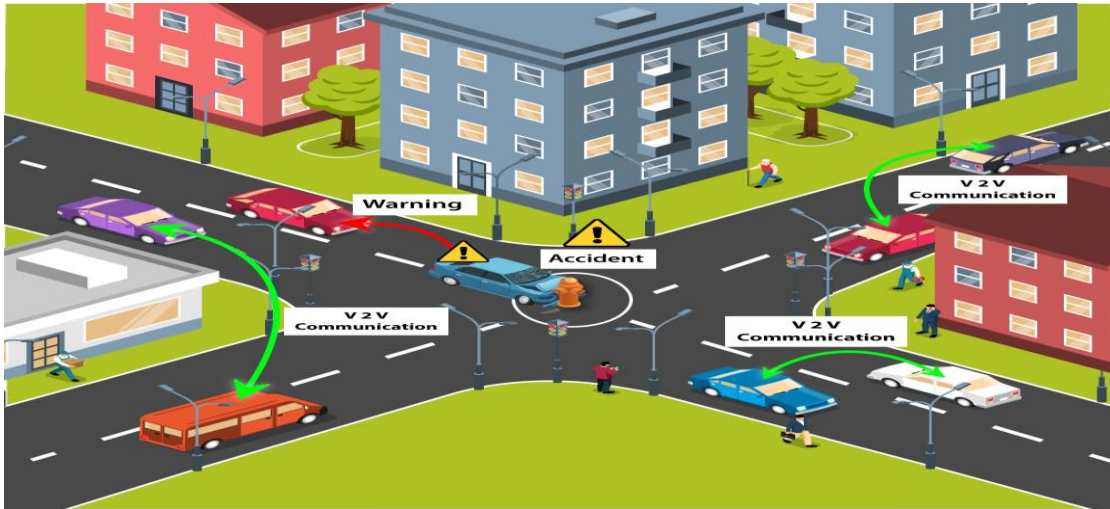 V 2 V
Communication
Warning
Accident
V 2 V
Communication
V 2 V
Communication